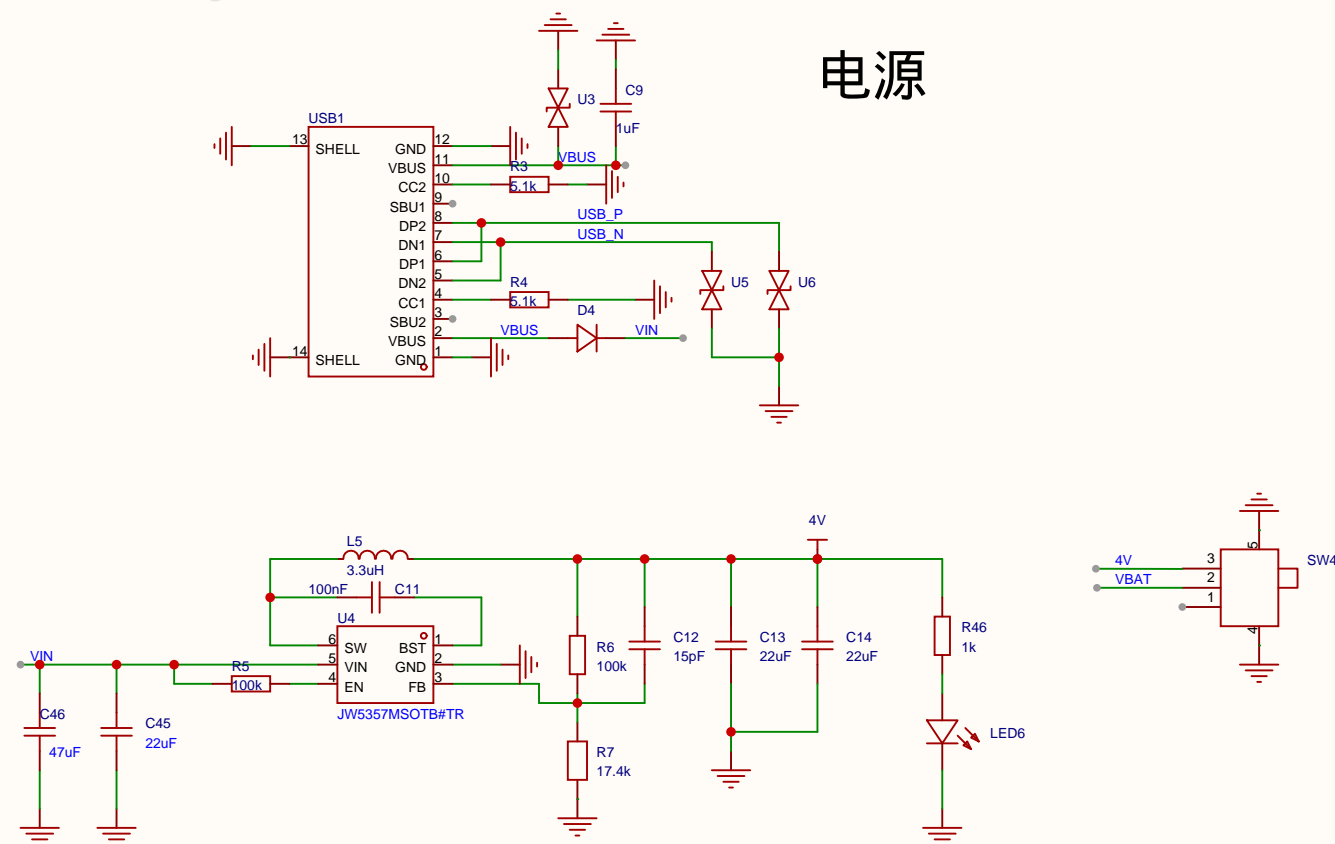 电源
USB1
U3
C9
1uF
13
SHELL
GND
12
VBUS
11
VBUS
R3
CC2
10
5.1k
SBU1
9
DP2
8
USB_P
DN1
7
USB_N
DP1
6
DN2
5
R4
U5
U6
CC1
4
5.1k
SBU2
3
D4
VBUS
2
VBUS
VIN
14
SHELL
GND
1
4V
L5
3.3uH
100nF
C11
U4
6
SW
BST
1
VIN
5
VIN
GND
2
R5
100k
4
EN
FB
3
JW5357MSOTB#TR
C46
47uF
C45
22uF
R6
100k
C12
15pF
C13
22uF
C14
22uF
R7
17.4k
R46
1k
LED6
5
4V
3
SW4
VBAT
2
1
4